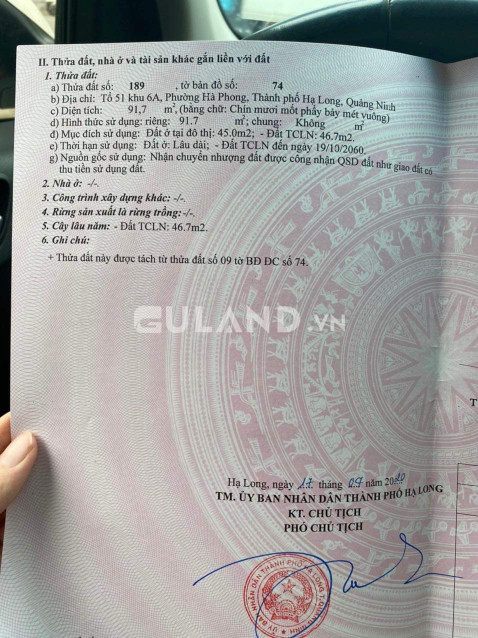 II. Thửa đất, nhà ở và tài sản khác gắn liền với đất
1. Thửa đất:
a) Thửa đất số: 189 , tờ bản đồ số: 74
b) Địa chỉ: Tổ 51 khu 6A, Phường Hà Phong, Thành phố Hạ Long, Quảng Ninh
c) Diện tích: 91,7 m², (bằng chữ: Chín mươi mốt phẩy bảy mét vuông)
d) Hình thức sử dụng: riêng: 91.7 m²; chung: Không m²
đ) Mục đích sử dụng: Đất ở tại đô thị: 45.0m2; - Đất TCLN: 46.7m2.
e) Thời hạn sử dụng: Đất ở: Lâu dài; - Đất TCLN đến ngày 19/10/2060.
g) Nguồn gốc sử dụng: Nhận chuyển nhượng đất được công nhận QSD đất như giao đất có
thu tiền sử dụng đất.
2. Nhà ở: -/-.
3. Công trình xây dựng khác: -/-.
4. Rừng sản xuất là rừng trồng: -/-.
5. Cây lâu năm: - Đất TCLN: 46.7m2.
6. Ghi chú:
+ Thửa đất này được tách từ thửa đất số 09 tờ BĐ ĐC số 74.
GULAND.VN
T
Hạ Long, ngày 17 tháng 07 năm 2020
TM. ỦY BAN NHÂN DÂN THÀNH PHỐ HẠ LONG
KT. CHỦ TỊCH
PHÓ CHỦ TỊCH